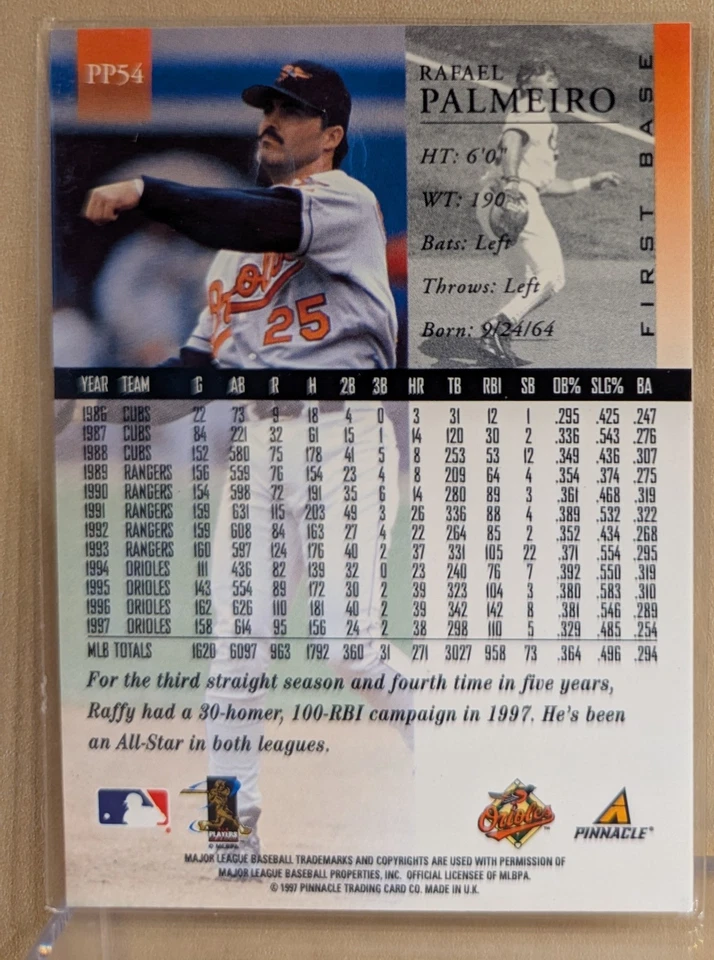 PP54
RAFAEL
PALMEIRO
HT: 6'0"
WT: 190
Bats: Left
Throws: Left
Born: 9/24/64
FIRST BASE
Orioles
25
YEAR TEAM G AB R H 2B 3B HR TB RBI SB OB% SLG% BA
1986 CUBS 22 73 9 18 4 0 3 31 12 1 .295 .425 .247
1987 CUBS 84 221 32 61 15 1 14 120 30 2 .336 .543 .276
1988 CUBS 152 580 75 178 41 5 8 253 53 12 .349 .436 .307
1989 RANGERS 156 559 76 154 23 4 8 209 64 4 .354 .374 .275
1990 RANGERS 154 598 72 191 35 6 14 280 89 3 .361 .468 .319
1991 RANGERS 159 631 115 203 49 3 26 336 88 4 .389 .532 .322
1992 RANGERS 159 608 84 163 27 4 22 264 85 2 .352 .434 .268
1993 RANGERS 160 597 124 176 40 2 37 331 105 22 .371 .554 .295
1994 ORIOLES 111 436 82 139 32 0 23 240 76 7 .392 .550 .319
1995 ORIOLES 143 554 89 172 30 2 39 323 104 3 .380 .583 .310
1996 ORIOLES 162 626 110 181 40 2 39 342 142 8 .381 .546 .289
1997 ORIOLES 158 614 95 156 24 2 38 298 110 5 .329 .485 .254
MLB TOTALS 1620 6097 963 1792 360 31 271 3027 958 73 .364 .496 .294
For the third straight season and fourth time in five years,
Raffy had a 30-homer, 100-RBI campaign in 1997. He's been
an All-Star in both leagues.
PLAYERS
© MLBPA
Orioles
PINNACLE®
MAJOR LEAGUE BASEBALL TRADEMARKS AND COPYRIGHTS ARE USED WITH PERMISSION OF
MAJOR LEAGUE BASEBALL PROPERTIES, INC. OFFICIAL LICENSEE OF MLBPA.
© 1997 PINNACLE TRADING CARD CO. MADE IN U.K.